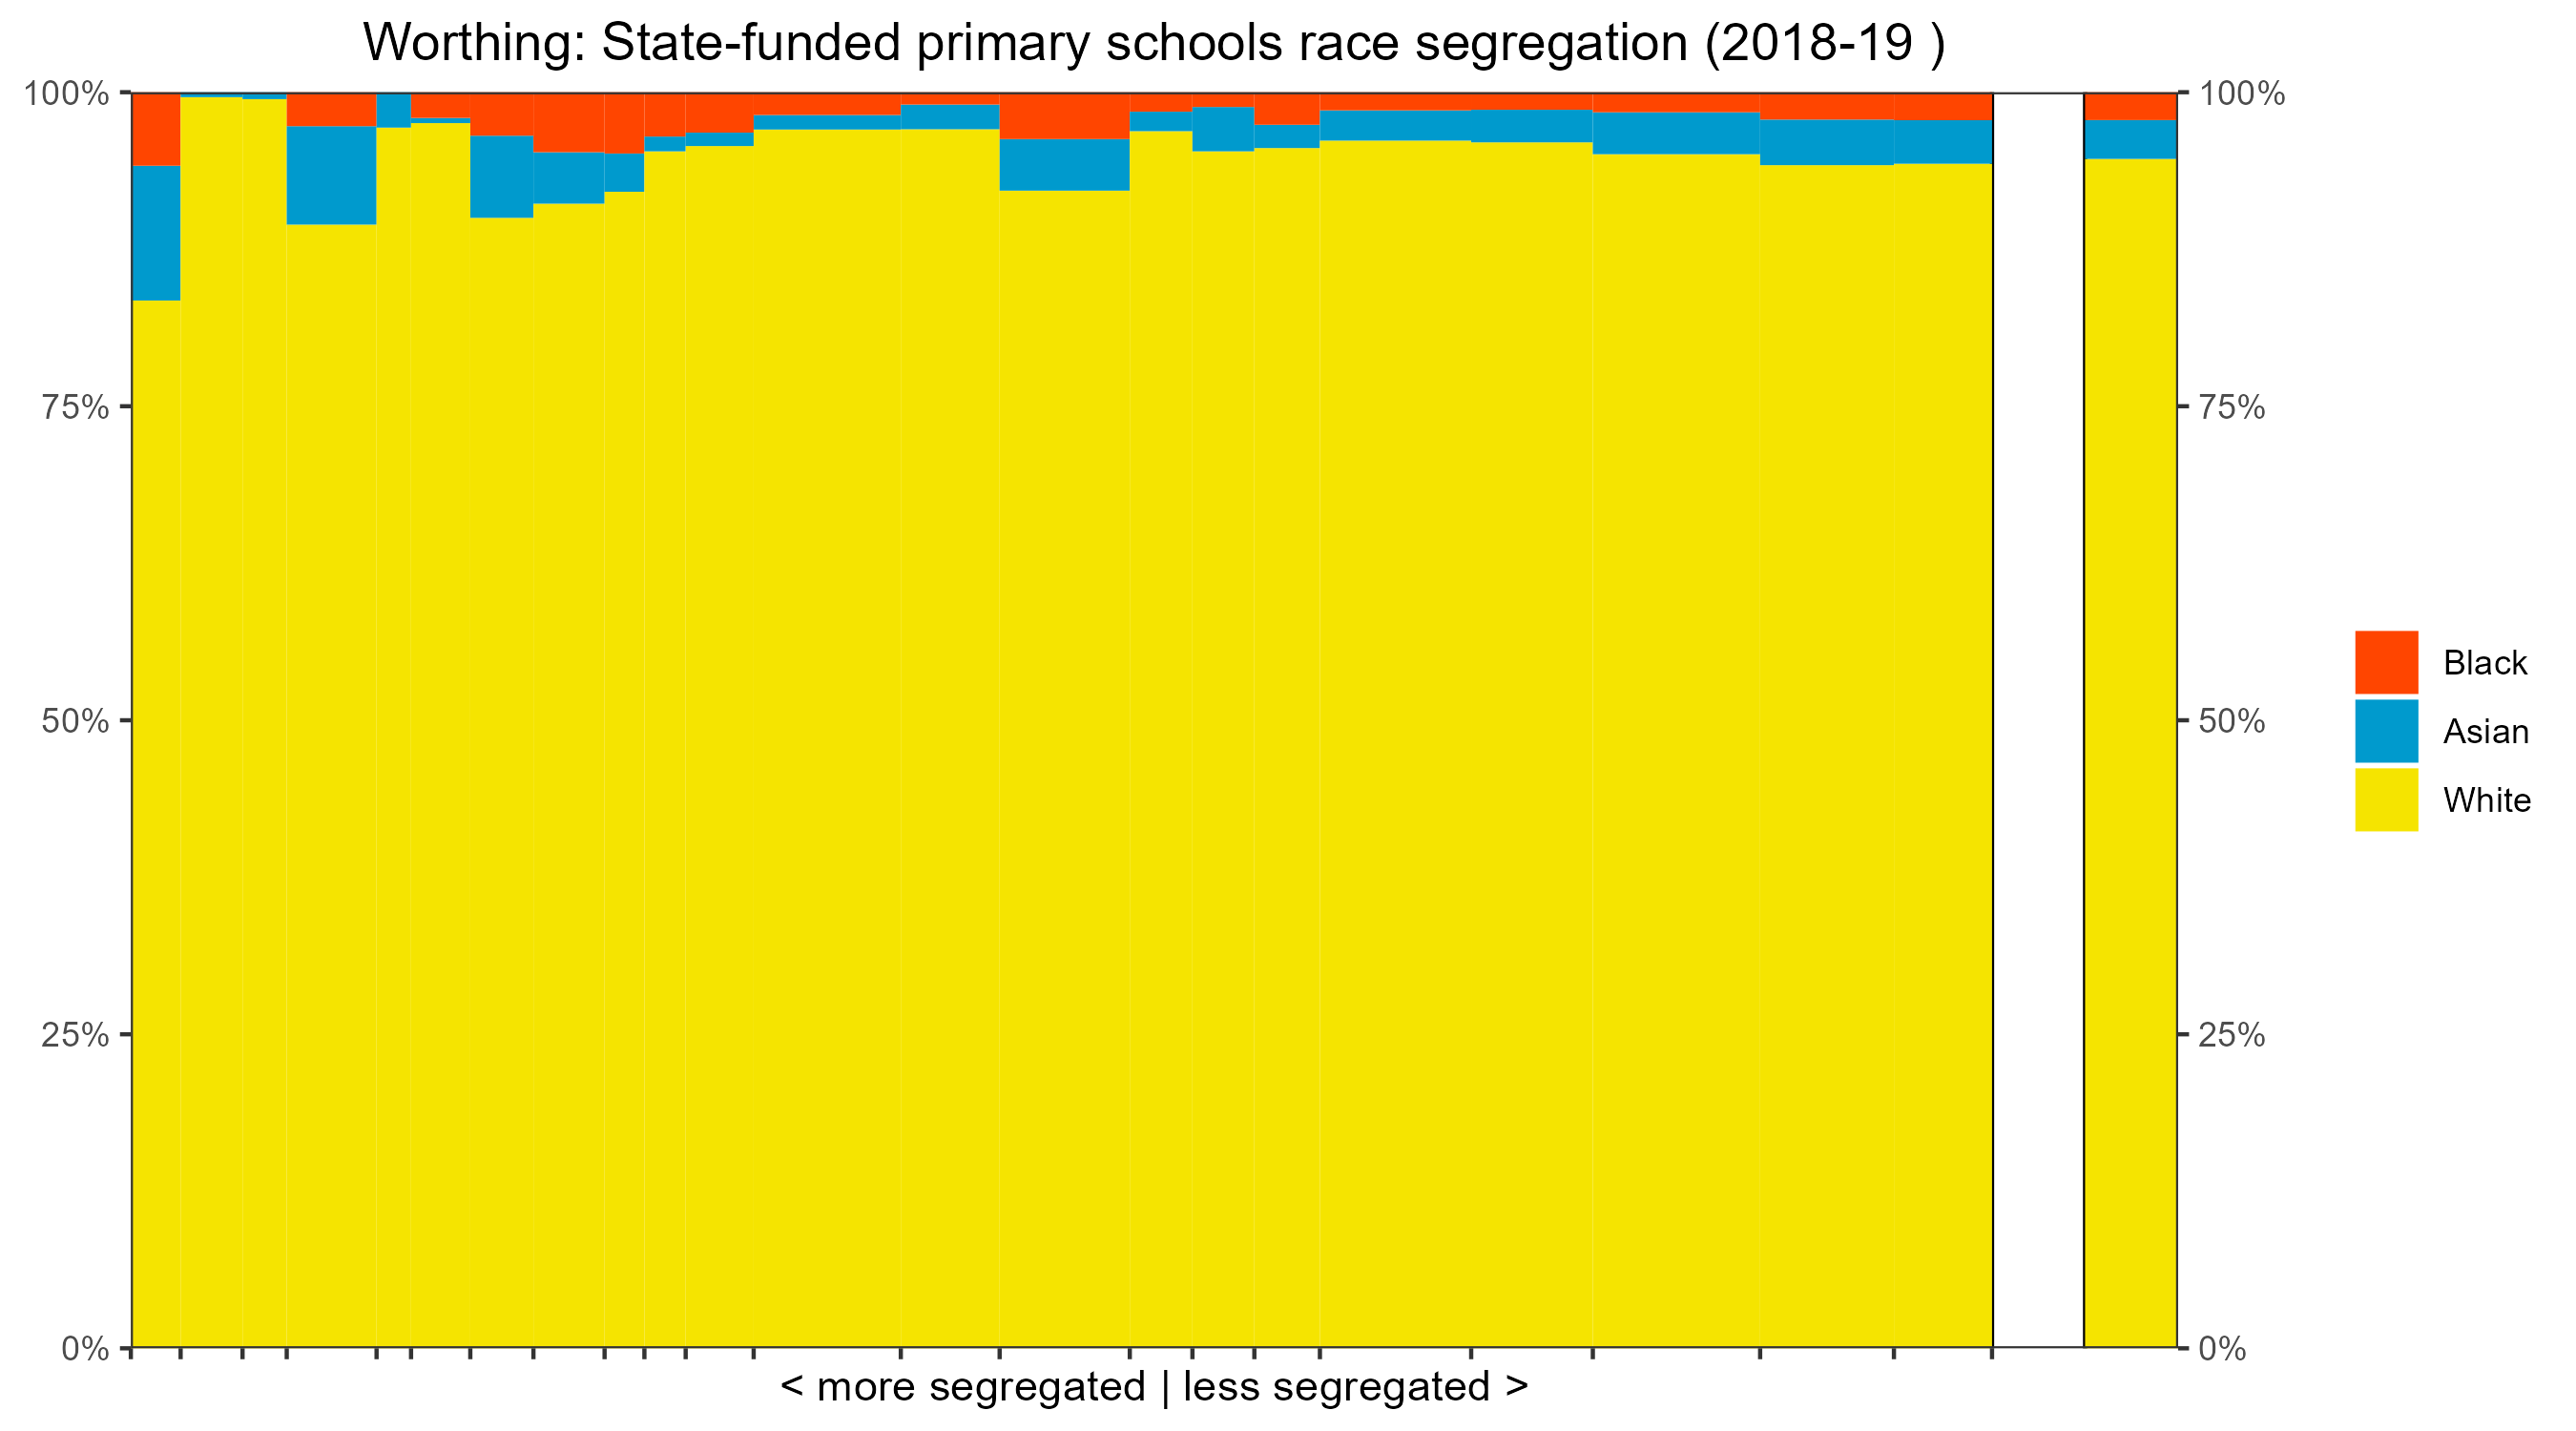 Worthing: State-funded primary schools race segregation (2018-19 )
100%
75%
50%
25%
0%
100%
75%
50%
25%
0%
< more segregated | less segregated >
Black
Asian
White